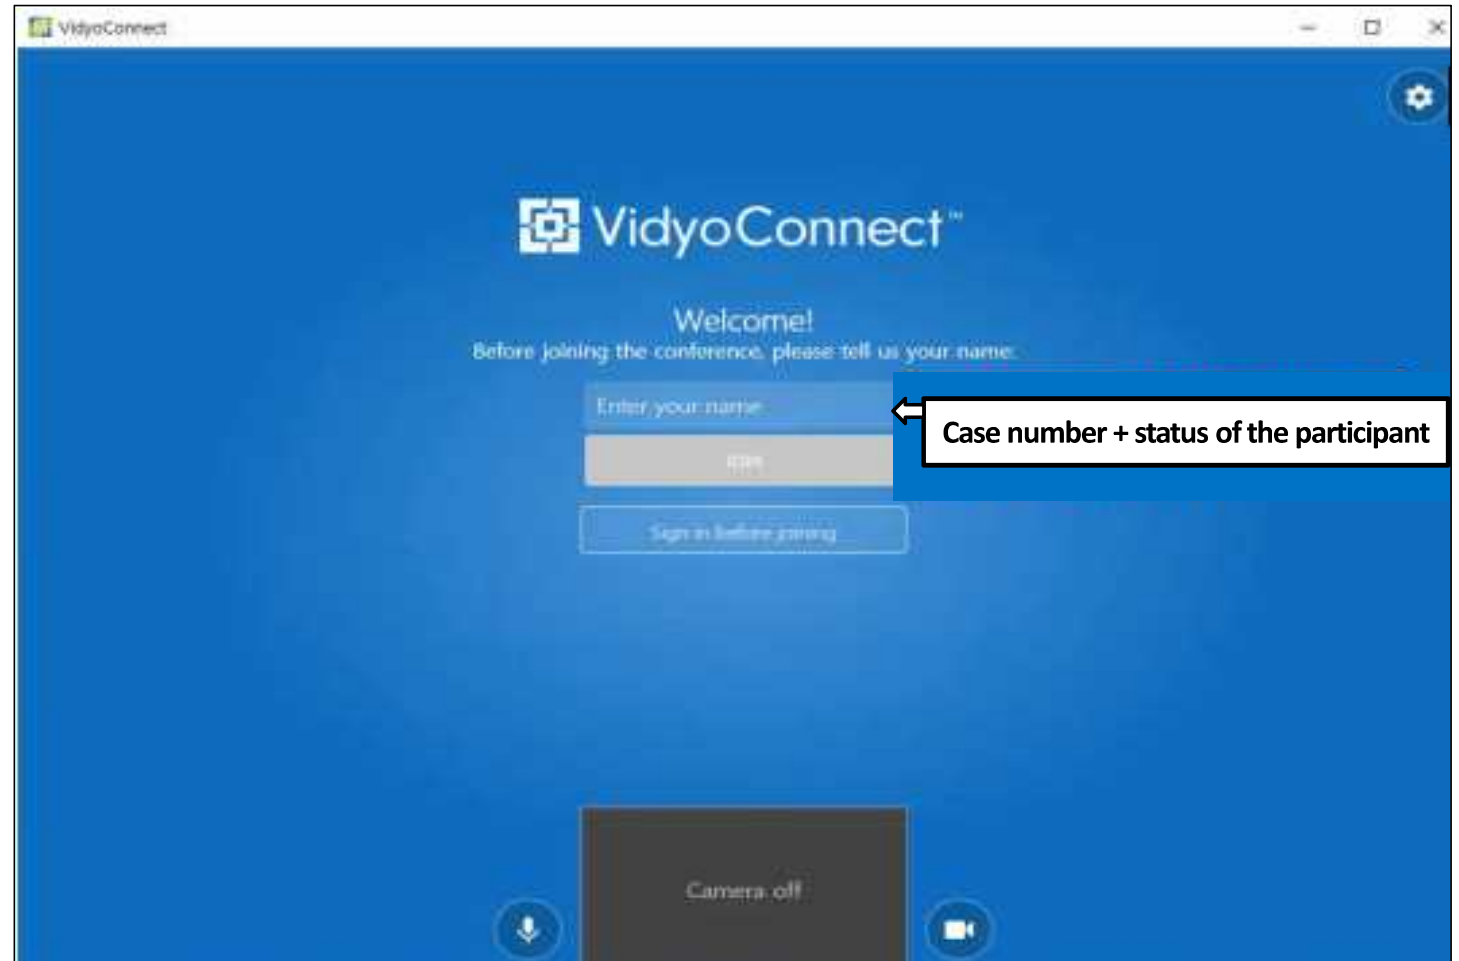 VidyoConnect
VidyoConnect™
Welcome!
Before joining the conference, please tell us your name:
Enter your name
Case number + status of the participant
Join
Sign in before joining
Camera off